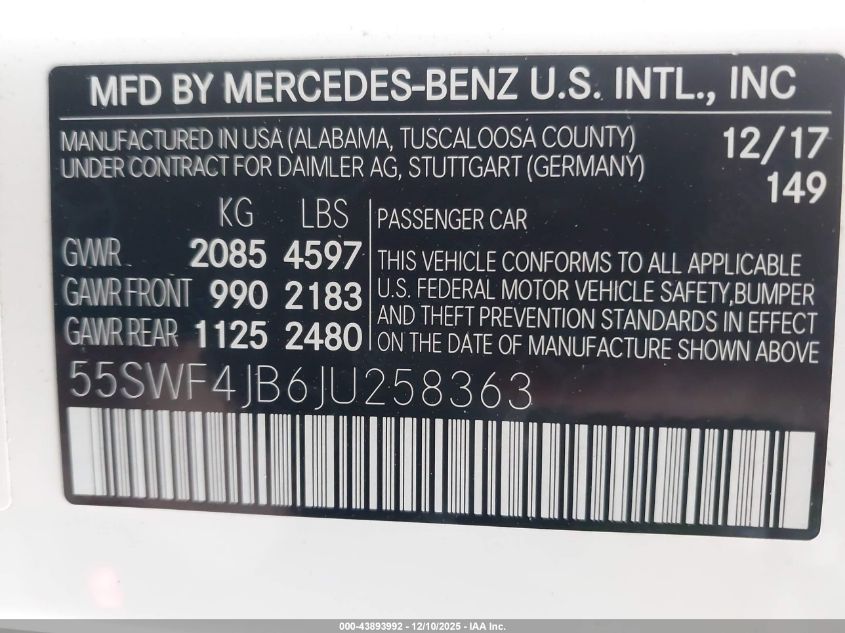 MFD BY MERCEDES-BENZ U.S. INTL., INC
MANUFACTURED IN USA (ALABAMA, TUSCALOOSA COUNTY)
UNDER CONTRACT FOR DAIMLER AG, STUTTGART (GERMANY)
12/17
149
KG LBS
GVWR 2085 4597
GAWR FRONT 990 2183
GAWR REAR 1125 2480
PASSENGER CAR
THIS VEHICLE CONFORMS TO ALL APPLICABLE
U.S. FEDERAL MOTOR VEHICLE SAFETY,BUMPER
AND THEFT PREVENTION STANDARDS IN EFFECT
ON THE DATE OF MANUFACTURE SHOWN ABOVE
55SWF4JB6JU258363
000-43893992 - 12/10/2025 - IAA Inc.